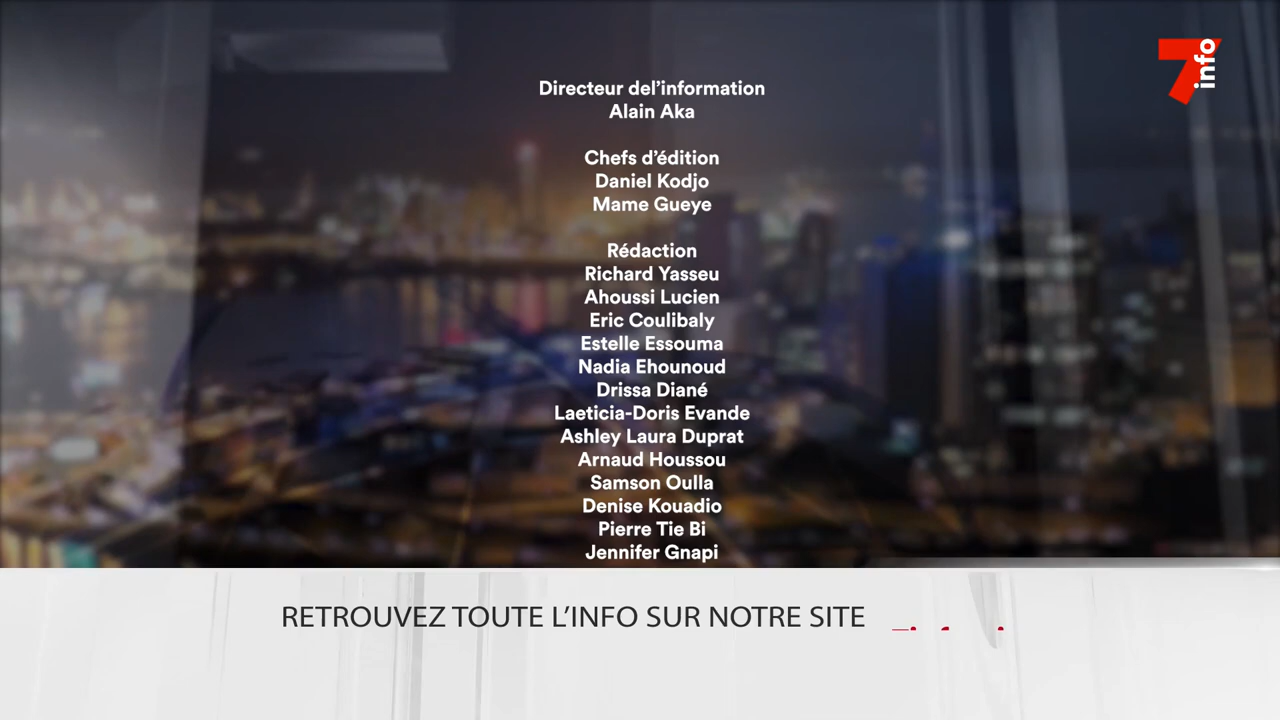 7info
Directeur del'information
Alain Aka
Chefs d'édition
Daniel Kodjo
Mame Gueye
Rédaction
Richard Yasseu
Ahoussi Lucien
Eric Coulibaly
Estelle Essouma
Nadia Ehounoud
Drissa Diané
Laeticia-Doris Evande
Ashley Laura Duprat
Arnaud Houssou
Samson Oulla
Denise Kouadio
Pierre Tie Bi
Jennifer Gnapi
RETROUVEZ TOUTE L'INFO SUR NOTRE SITE